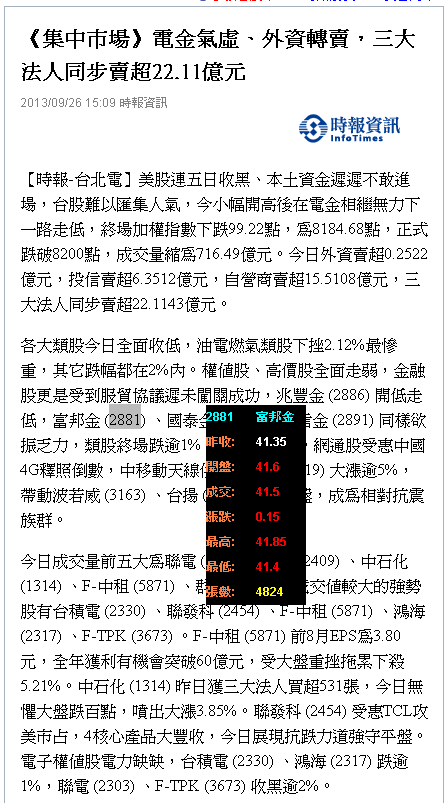 《集中市場》電金氣虛、外資轉賣，三大
法人同步賣超22.11億元
2013/09/26 15:09 時報資訊
時報資訊
InfoTimes
【時報-台北電】美股連五日收黑、本土資金遲遲不敢進
場，台股難以匯集人氣，今小幅開高後在電金相繼無力下
一路走低，終場加權指數下跌99.22點，為8184.68點，正式
跌破8200點，成交量縮為716.49億元。今日外資賣超0.2522
億元，投信賣超6.3512億元，自營商賣超15.5108億元，三
大法人同步賣超22.1143億元。
各大類股今日全面收低，油電燃氣類股下挫2.12%最慘
重，其它跌幅都在2%內。權值股、高價股全面走弱，金融
股更是受到服貿協議遲未闖關成功，兆豐金 (2886) 開低走
低，富邦金 (2881) 、國泰金
金 (2891) 同樣欲
振乏力，類股終場跌逾1%
，網通股受惠中國
4G釋照倒數，中移動天線供
19) 大漲逾5%，
帶動波若威 (3163) 、台揚 (
盤，成為相對抗震
族群。
2881 富邦金
昨收: 41.35
開盤: 41.6
成交: 41.5
漲跌: 0.15
最高: 41.85
最低: 41.4
張數: 4824
今日成交量前五大為聯電 (
2409) 、中石化
(1314) 、F-中租 (5871) 、群
交值較大的強勢
股有台積電 (2330) 、聯發科 (2454) 、F-中租 (5871) 、鴻海
(2317) 、F-TPK (3673) 。F-中租 (5871) 前8月EPS為3.80
元，全年獲利有機會突破60億元，受大盤重挫拖累下殺
5.21%。中石化 (1314) 昨日獲三大法人買超531張，今日無
懼大盤跌百點，噴出大漲3.85%。聯發科 (2454) 受惠TCL攻
美市占，4核心產品大豐收，今日展現抗跌力道強守平盤。
電子權值股電力缺缺，台積電 (2330) 、鴻海 (2317) 跌逾
1%，聯電 (2303) 、F-TPK (3673) 收黑逾2%。